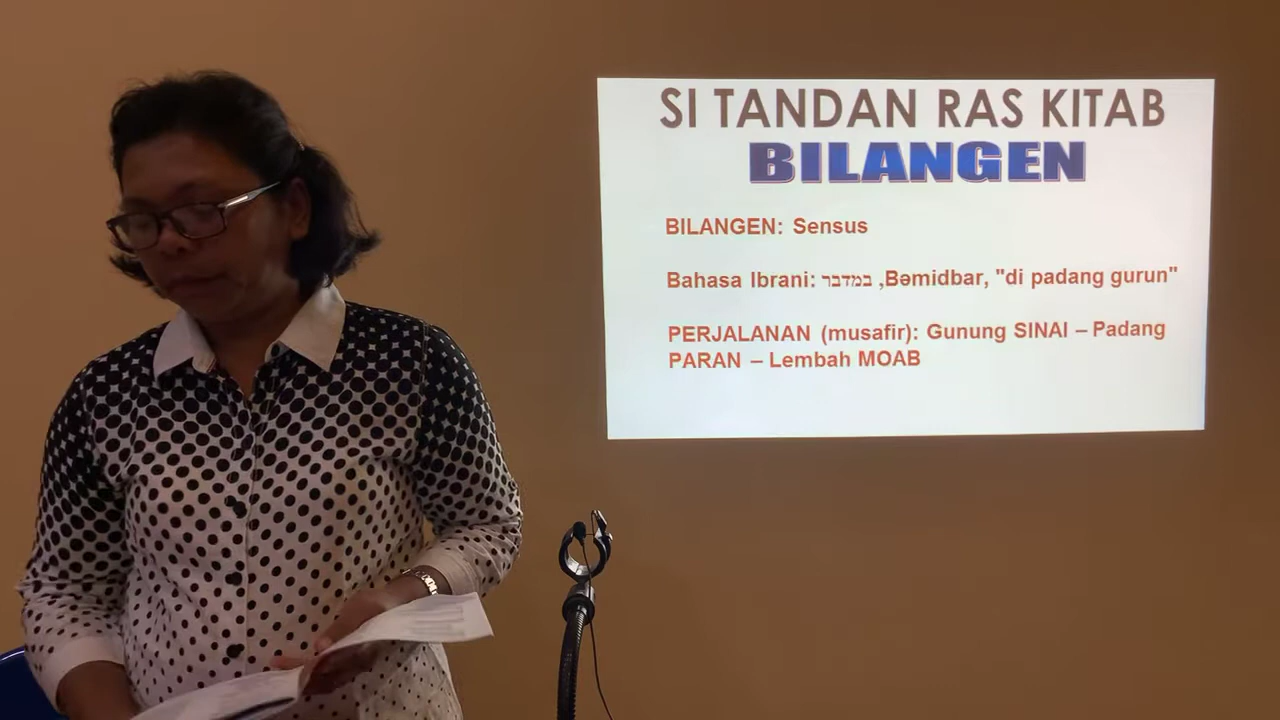 SI TANDAN RAS KITAB
BILANGEN
BILANGEN: Sensus
Bahasa Ibrani: במדבר ,Bəmidbar, "di padang gurun"
PERJALANAN (musafir): Gunung SINAI – Padang
PARAN – Lembah MOAB